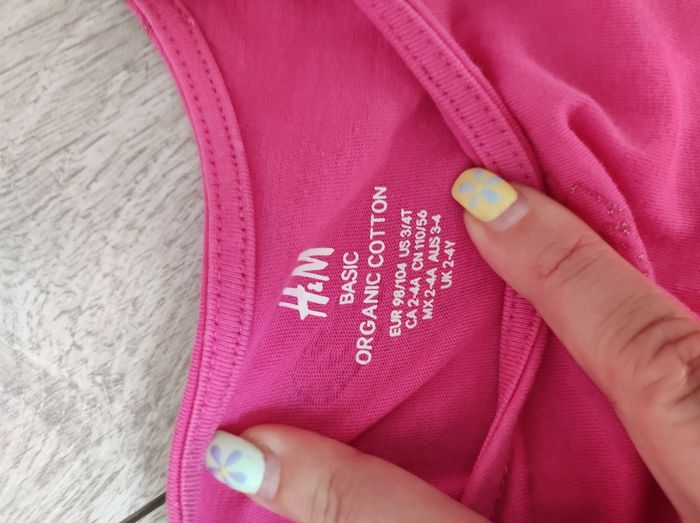 H&M
BASIC
ORGANIC COTTON
EUR 98/104 US 3/4T
CA 2-4A CN 110/56
MX 2-4A AUS 3-4
UK 2-4Y